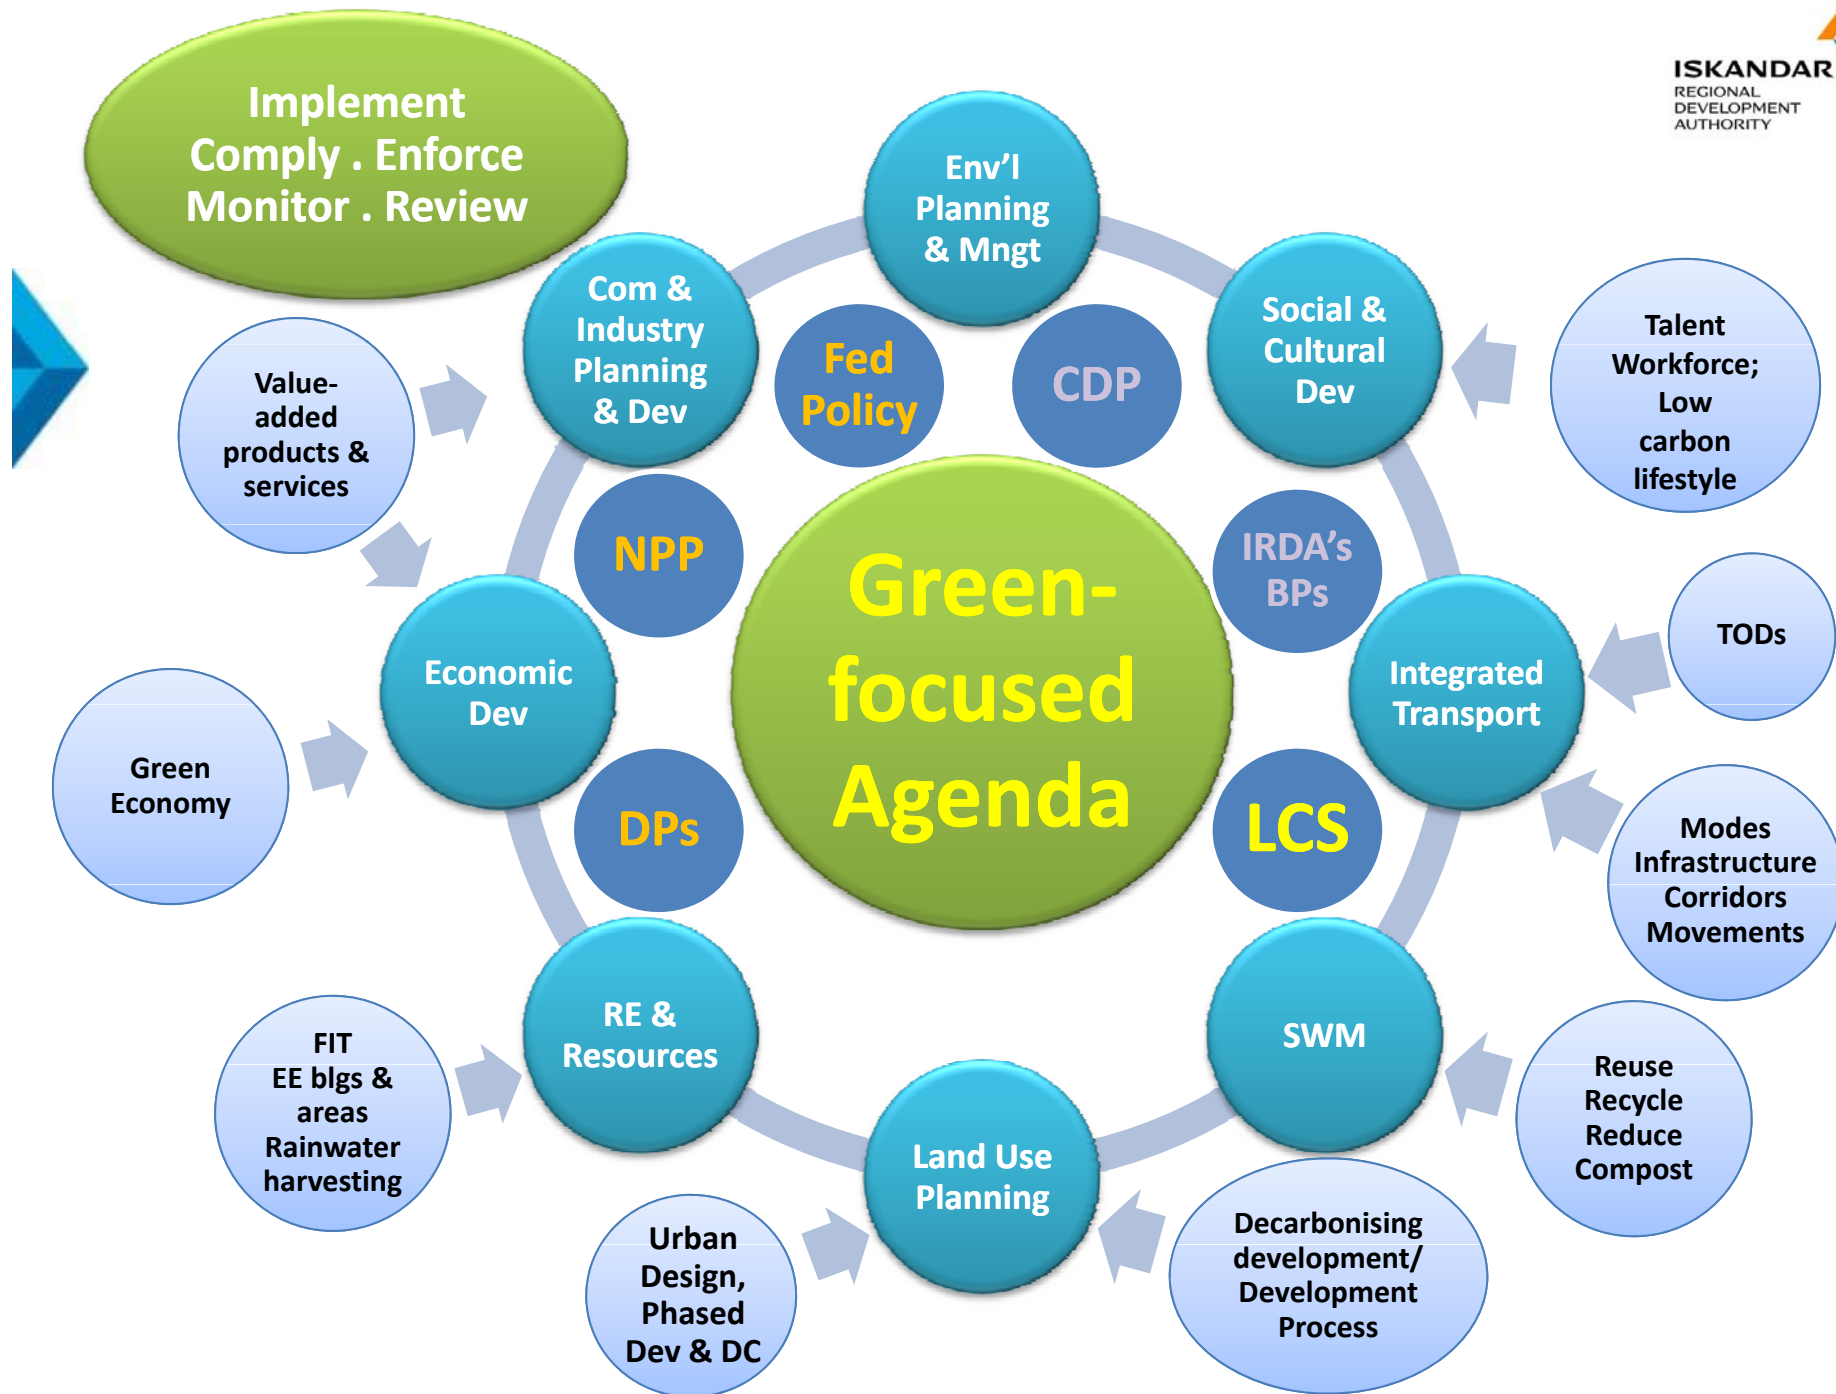 ISKANDAR
REGIONAL
DEVELOPMENT
AUTHORITY
Implement
Comply . Enforce
Monitor . Review
Env'l
Planning
& Mngt
Com &
Industry
Planning
& Dev
Social &
Cultural
Dev
Fed
Policy
CDP
Talent
Workforce;
Low
carbon
lifestyle
Value-
added
products &
services
NPP
IRDA's
BPs
Green-
focused
Agenda
TODs
Economic
Dev
Integrated
Transport
Green
Economy
DPs
LCS
Modes
Infrastructure
Corridors
Movements
RE &
Resources
SWM
FIT
EE blgs &
areas
Rainwater
harvesting
Reuse
Recycle
Reduce
Compost
Land Use
Planning
Urban
Design,
Phased
Dev & DC
Decarbonising
development/
Development
Process